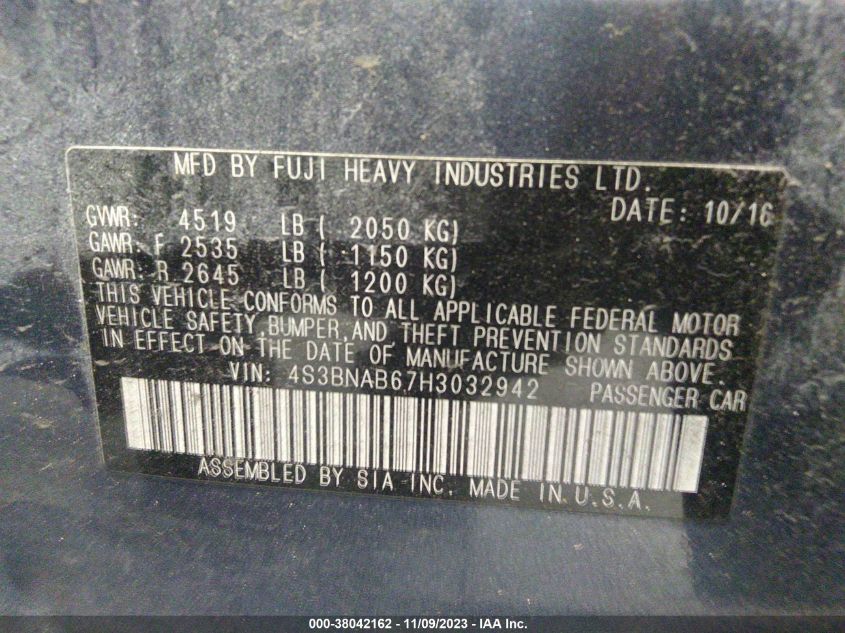 MFD BY FUJI HEAVY INDUSTRIES LTD.
DATE: 10/16
GVWR: 4519 LB ( 2050 KG)
GAWR: F 2535 LB ( 1150 KG)
GAWR: R 2645 LB ( 1200 KG)
THIS VEHICLE CONFORMS TO ALL APPLICABLE FEDERAL MOTOR
VEHICLE SAFETY BUMPER, AND THEFT PREVENTION STANDARDS
IN EFFECT ON THE DATE OF MANUFACTURE SHOWN ABOVE.
VIN: 4S3BNAB67H3032942 PASSENGER CAR
ASSEMBLED BY SIA INC. MADE IN U.S.A.
000-38042162 - 11/09/2023 - IAA Inc.